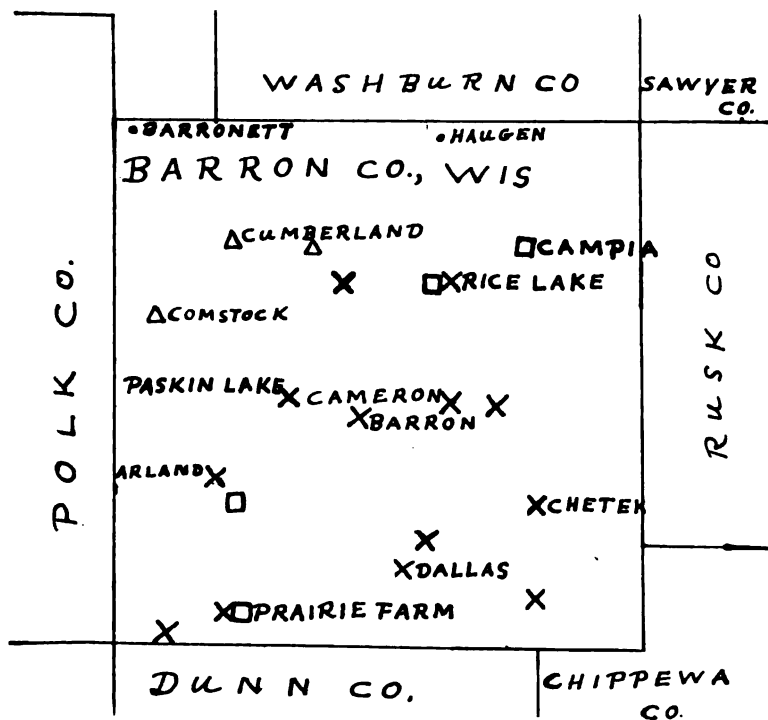 WASHBURN CO
SAWYER
CO.
BARRONETT
HAUGEN
BARRON CO., WIS
CUMBERLAND
CAMPIA
RICE LAKE
COMSTOCK
POLK CO.
RUSK CO
PASKIN LAKE
CAMERON
BARRON
ARLAND
CHETEK
DALLAS
PRAIRIE FARM
DUNN CO.
CHIPPEWA
CO.